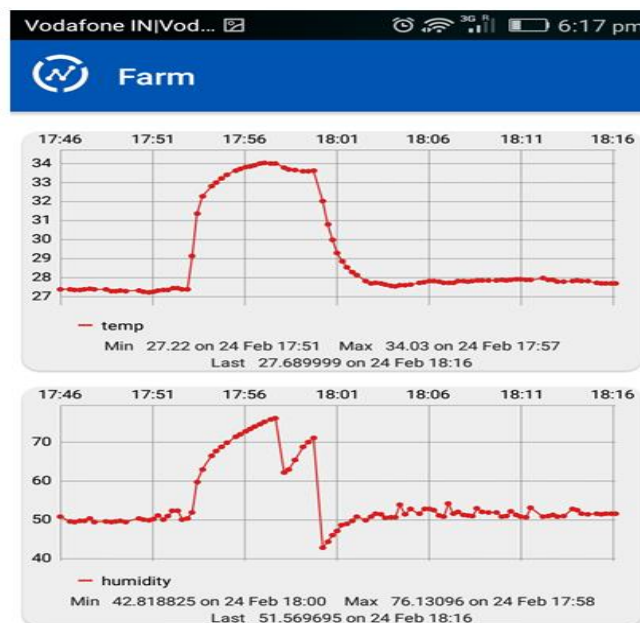 Vodafone IN|Vod... 3G R 6:17 pm
Farm
17:46 17:51 17:56 18:01 18:06 18:11 18:16
34
33
32
31
30
29
28
27
temp
Min 27.22 on 24 Feb 17:51 Max 34.03 on 24 Feb 17:57
Last 27.689999 on 24 Feb 18:16
17:46 17:51 17:56 18:01 18:06 18:11 18:16
70
60
50
40
humidity
Min 42.818825 on 24 Feb 18:00 Max 76.13096 on 24 Feb 17:58
Last 51.569695 on 24 Feb 18:16